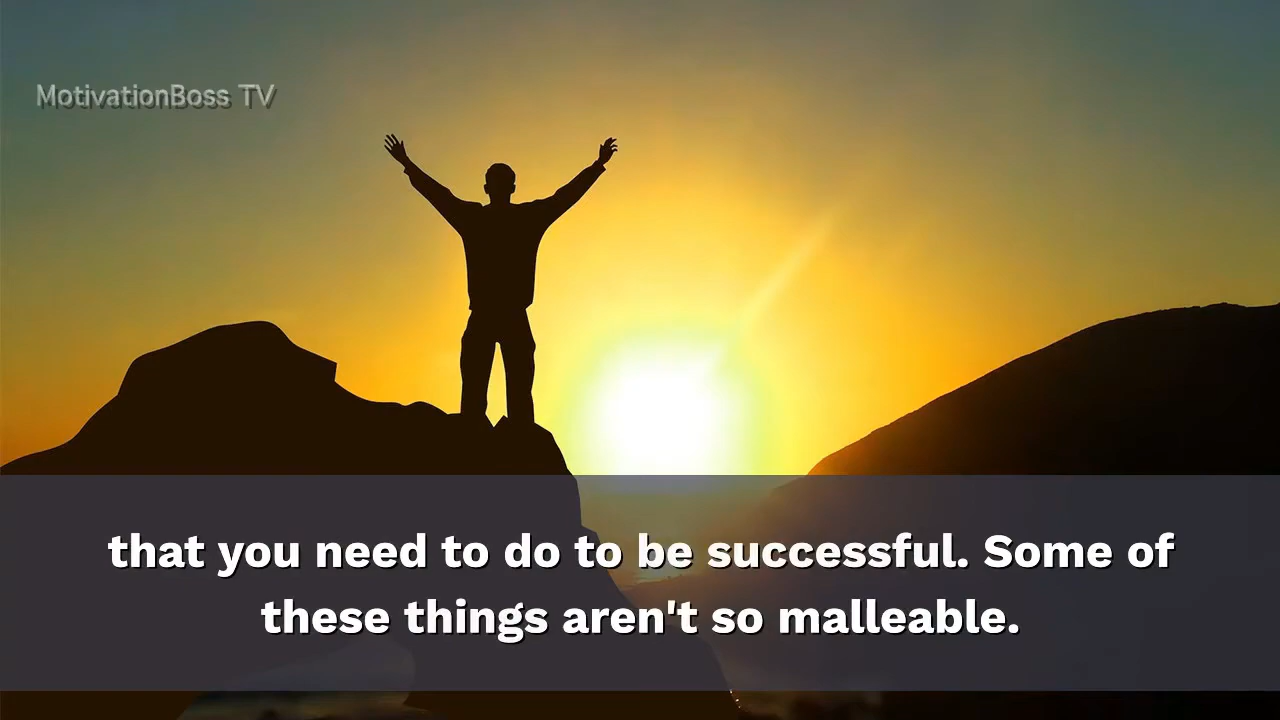 MotivationBoss TV
that you need to do to be successful. Some of
these things aren't so malleable.